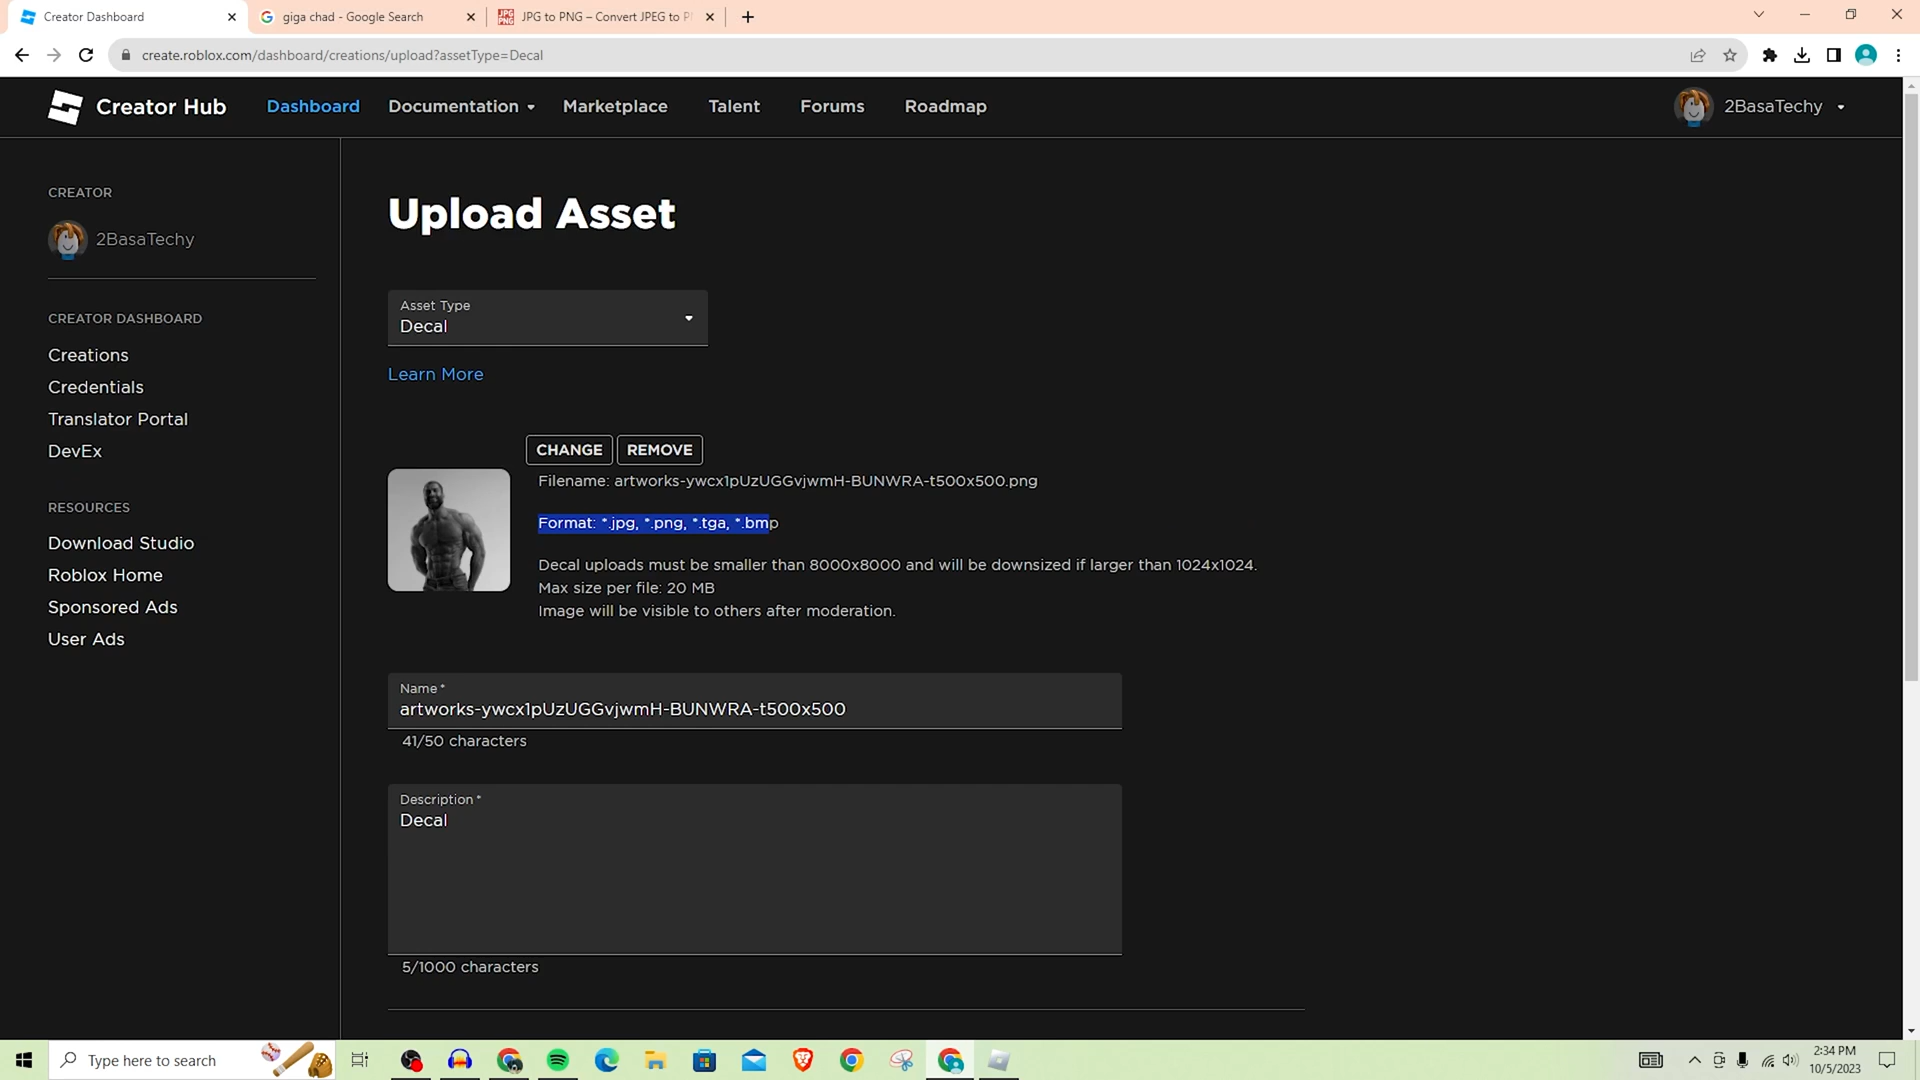 Creator Dashboard
giga chad - Google Search
JPG to PNG – Convert JPEG to P
create.roblox.com/dashboard/creations/upload?assetType=Decal
Creator Hub
Dashboard
Documentation
Marketplace
Talent
Forums
Roadmap
2BasaTechy
CREATOR
2BasaTechy
CREATOR DASHBOARD
Creations
Credentials
Translator Portal
DevEx
RESOURCES
Download Studio
Roblox Home
Sponsored Ads
User Ads
Upload Asset
Asset Type
Decal
Learn More
CHANGE
REMOVE
Filename: artworks-ywcx1pUzUGGvjwmH-BUNWRA-t500x500.png
Format: *.jpg, *.png, *.tga, *.bmp
Decal uploads must be smaller than 8000x8000 and will be downsized if larger than 1024x1024.
Max size per file: 20 MB
Image will be visible to others after moderation.
Name *
artworks-ywcx1pUzUGGvjwmH-BUNWRA-t500x500
41/50 characters
Description *
Decal
5/1000 characters
Type here to search
2:34 PM
10/5/2023